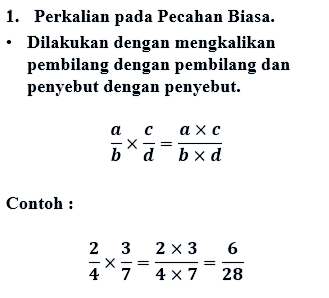 1. Perkalian pada Pecahan Biasa.
• Dilakukan dengan mengkalikan
pembilang dengan pembilang dan
penyebut dengan penyebut.
a/b × c/d = a × c/b × d
Contoh :
2/4 × 3/7 = 2 × 3/4 × 7 = 6/28